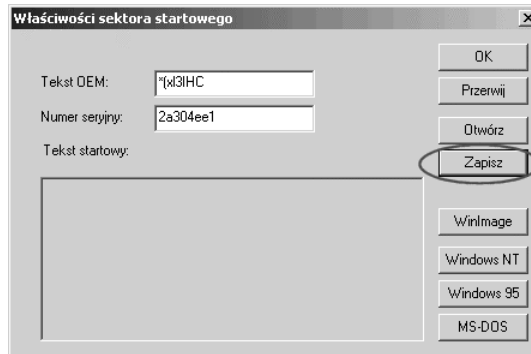 Właściwości sektora startowego
OK
Tekst OEM:
*(xI3IHC
Przerwij
Numer seryjny:
2a304ee1
Otwórz
Tekst startowy:
Zapisz
WinImage
Windows NT
Windows 95
MS-DOS